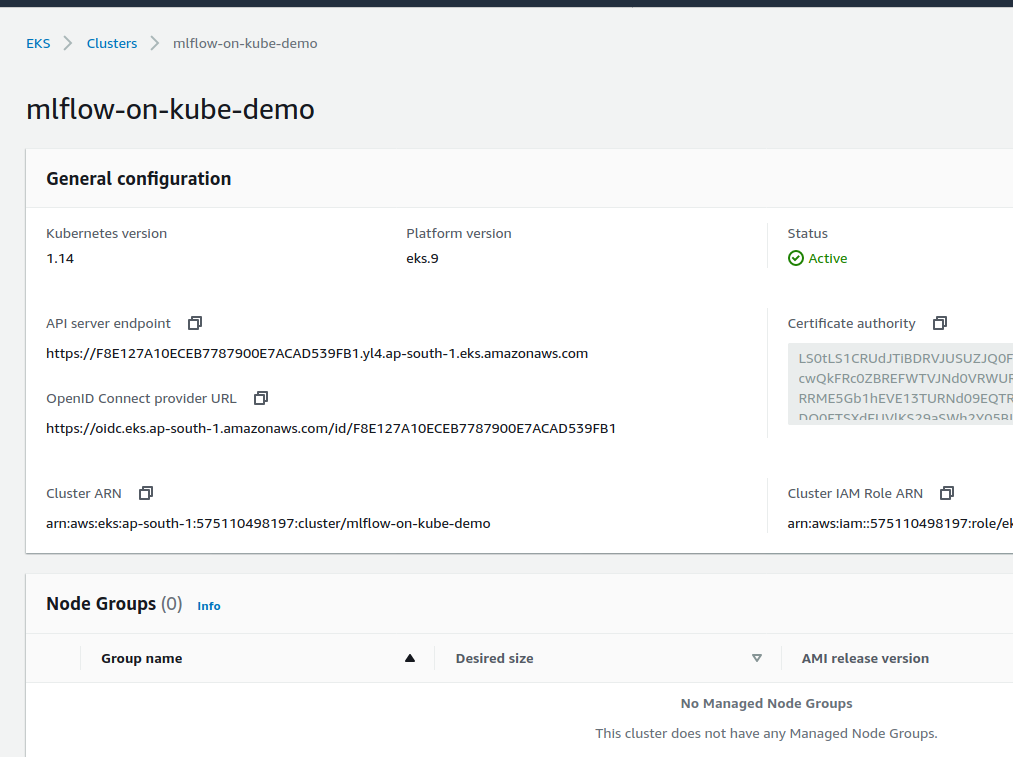 EKS > Clusters > mlflow-on-kube-demo
mlflow-on-kube-demo
General configuration
Kubernetes version
1.14
Platform version
eks.9
Status
Active
API server endpoint
https://F8E127A10ECEB7787900E7ACAD539FB1.yl4.ap-south-1.eks.amazonaws.com
OpenID Connect provider URL
https://oidc.eks.ap-south-1.amazonaws.com/id/F8E127A10ECEB7787900E7ACAD539FB1
Certificate authority
LS0tLS1CRUdJTiBDRVJUSUZJQ0F
cwQkFRc0ZBREFWTVJNd0VRWUR
RRME5Gb1hEVE13TURNd09EQTR
Cluster ARN
arn:aws:eks:ap-south-1:575110498197:cluster/mlflow-on-kube-demo
Cluster IAM Role ARN
arn:aws:iam::575110498197:role/ek
Node Groups (0) Info
Group name Desired size AMI release version
No Managed Node Groups
This cluster does not have any Managed Node Groups.